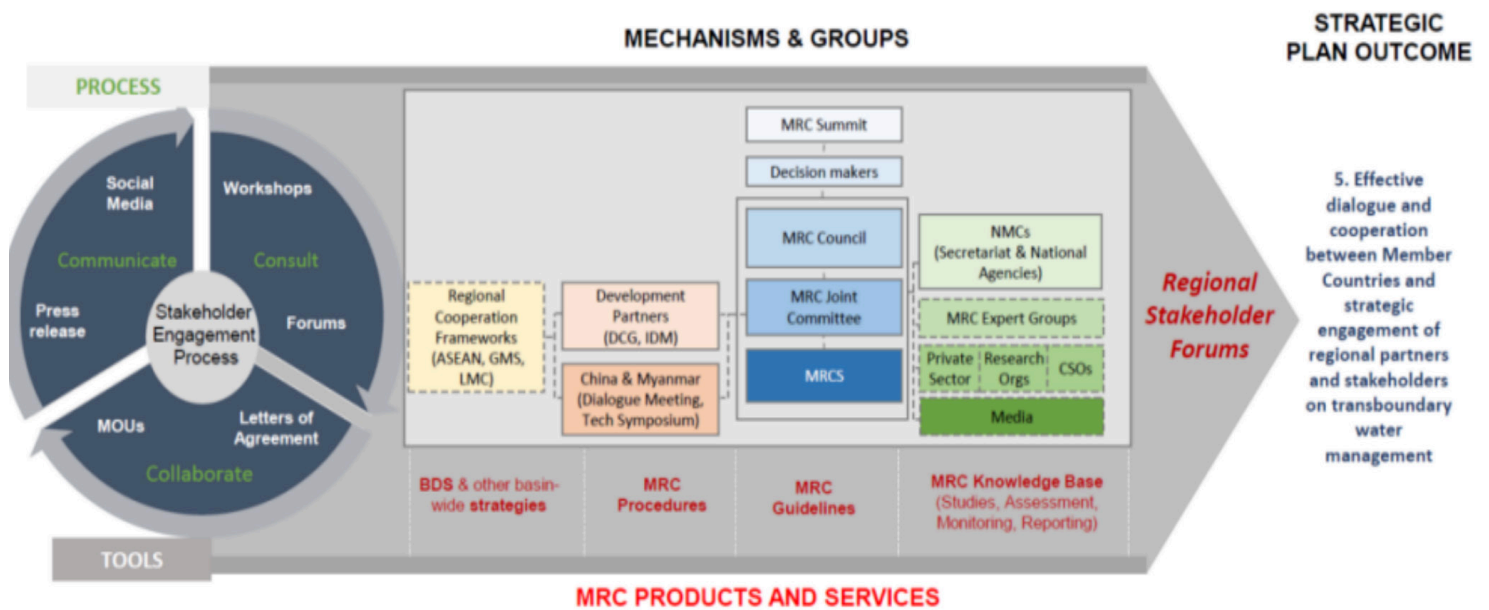 MECHANISMS & GROUPS
STRATEGIC
PLAN OUTCOME
PROCESS
Social
Media
Communicate
Press
release
Workshops
Consult
Forums
Stakeholder
Engagement
Process
MOUs
Letters of
Agreement
Collaborate
TOOLS
MRC Summit
Decision makers
MRC Council
MRC Joint
Committee
MRCS
Regional
Cooperation
Frameworks
(ASEAN, GMS,
LMC)
Development
Partners
(DCG, IDM)
China & Myanmar
(Dialogue Meeting,
Tech Symposium)
NMCs
(Secretariat & National
Agencies)
MRC Expert Groups
Private
Sector
Research
Orgs
CSOs
Media
BDS & other basin-
wide strategies
MRC
Procedures
MRC
Guidelines
MRC Knowledge Base
(Studies, Assessment,
Monitoring, Reporting)
Regional
Stakeholder
Forums
5. Effective
dialogue and
cooperation
between Member
Countries and
strategic
engagement of
regional partners
and stakeholders
on transboundary
water
management
MRC PRODUCTS AND SERVICES